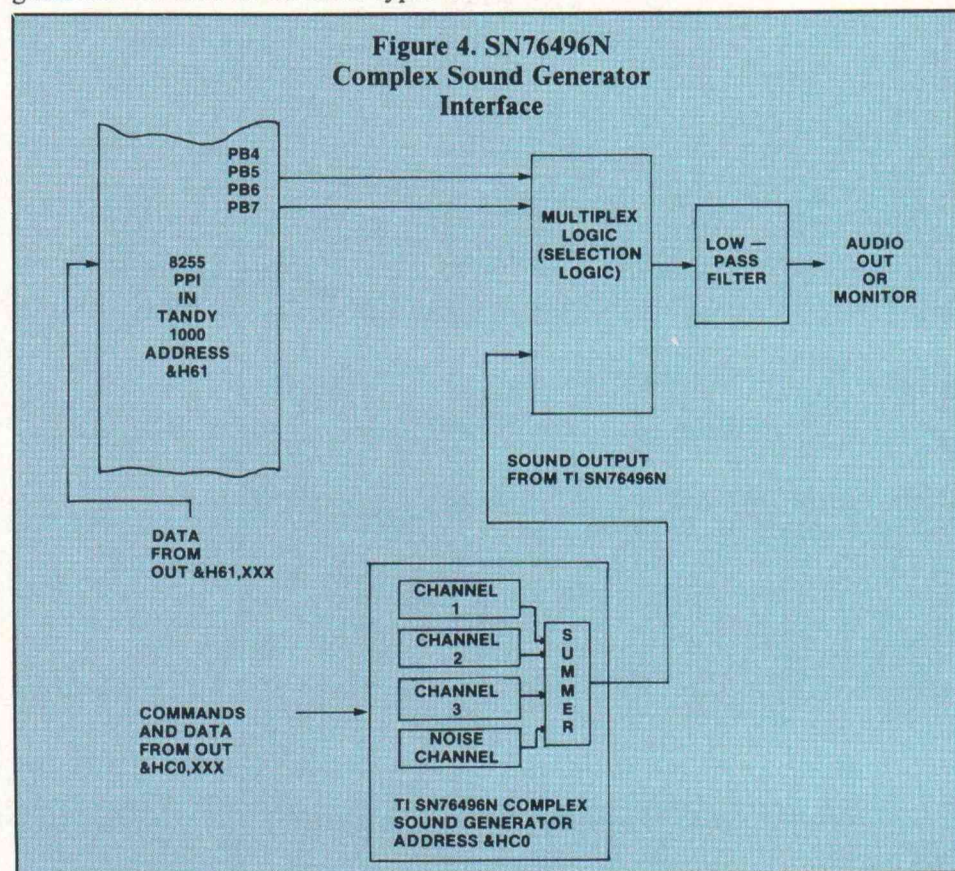 Figure 4. SN76496N
Complex Sound Generator
Interface
PB4
PB5
PB6
PB7
8255
PPI
IN
TANDY
1000
ADDRESS
&H61
MULTIPLEX
LOGIC
(SELECTION
LOGIC)
LOW —
PASS
FILTER
AUDIO
OUT
OR
MONITOR
SOUND OUTPUT
FROM TI SN76496N
DATA
FROM
OUT &H61,XXX
CHANNEL
1
CHANNEL
2
CHANNEL
3
NOISE
CHANNEL
S
U
M
M
E
R
COMMANDS
AND DATA
FROM OUT
&HC0,XXX
TI SN76496N COMPLEX
SOUND GENERATOR
ADDRESS &HC0